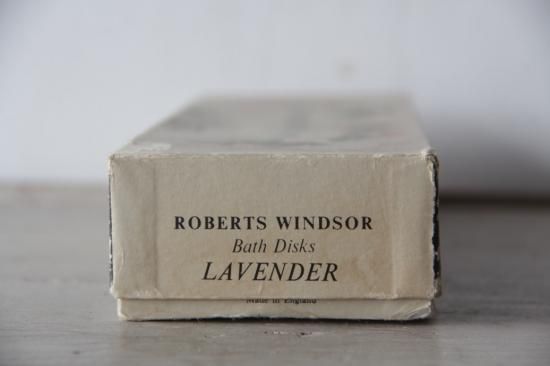 ROBERTS WINDSOR
Bath Disks
LAVENDER
Made in England